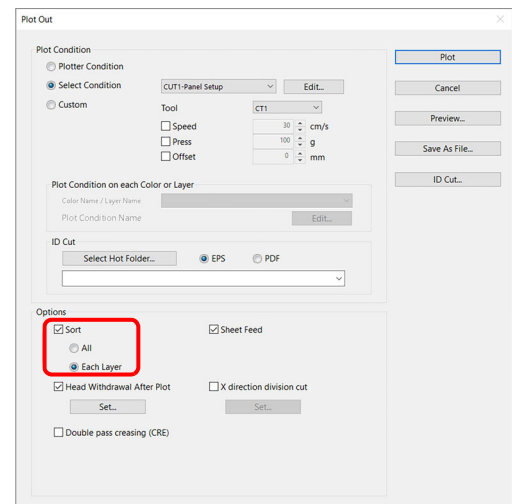 Plot Out
Plot Condition
Plotter Condition
Select Condition
CUT1-Panel Setup
Edit...
Custom
Tool
CT1
Speed
30
cm/s
Press
100
g
Offset
0
mm
Plot Condition on each Color or Layer
Color Name / Layer Name
Plot Condition Name
Edit...
ID Cut
Select Hot Folder...
EPS
PDF
Options
Sort
Sheet Feed
All
Each Layer
Head Withdrawal After Plot
X direction division cut
Set...
Set...
Double pass creasing (CRE)
Plot
Cancel
Preview...
Save As File...
ID Cut...